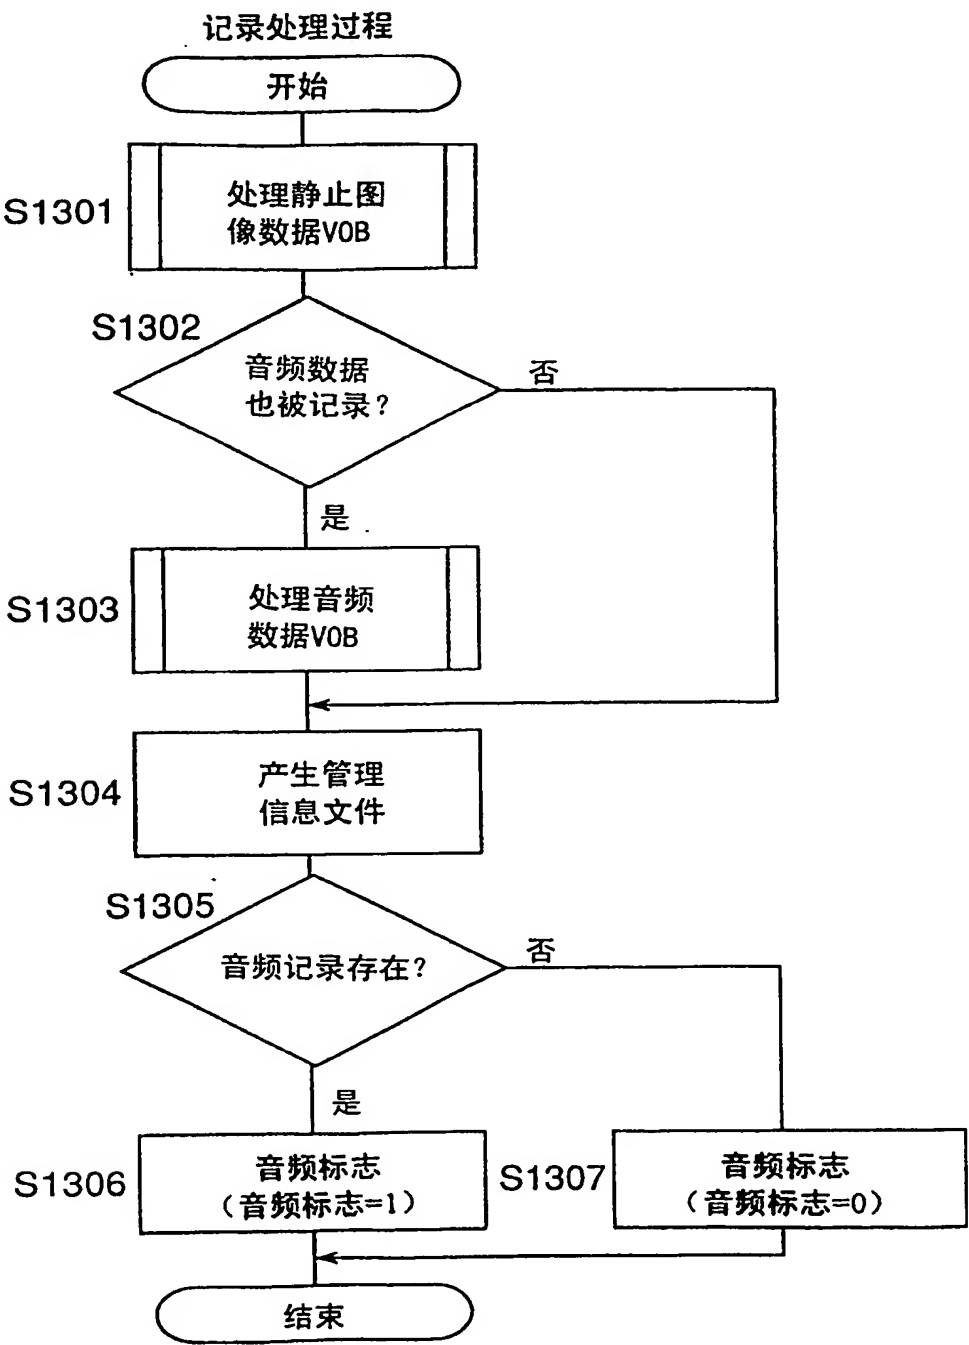 记录处理过程
开始
S1301
处理静止图
像数据VOB
S1302
音频数据
也被记录?
否
是
S1303
处理音频
数据VOB
S1304
产生管理
信息文件
S1305
音频记录存在?
否
是
S1306
音频标志
(音频标志=1)
S1307
音频标志
(音频标志=0)
结束